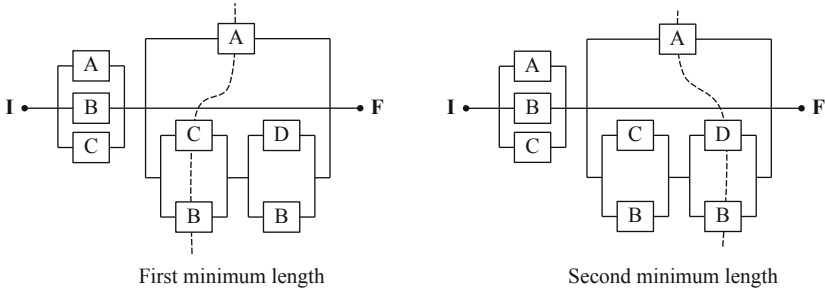 A A
A A
I B F I B F
C D C D
C C
B B B B
First minimum length Second minimum length